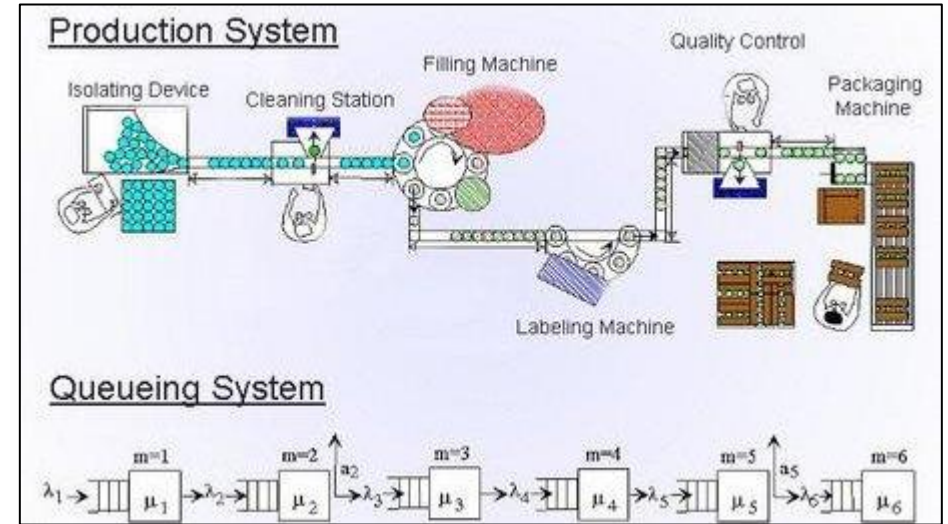 Production System
Quality Control
Filling Machine
Isolating Device
Packaging
Machine
Cleaning Station
Labeling Machine
Queueing System
m=1 m=2 m=3 m=4 m=5 m=6
λ₁ μ₁ λ₂ μ₂ a₂ λ₃ μ₃ λ₄ μ₄ λ₅ μ₅ a₅ λ₆ μ₆